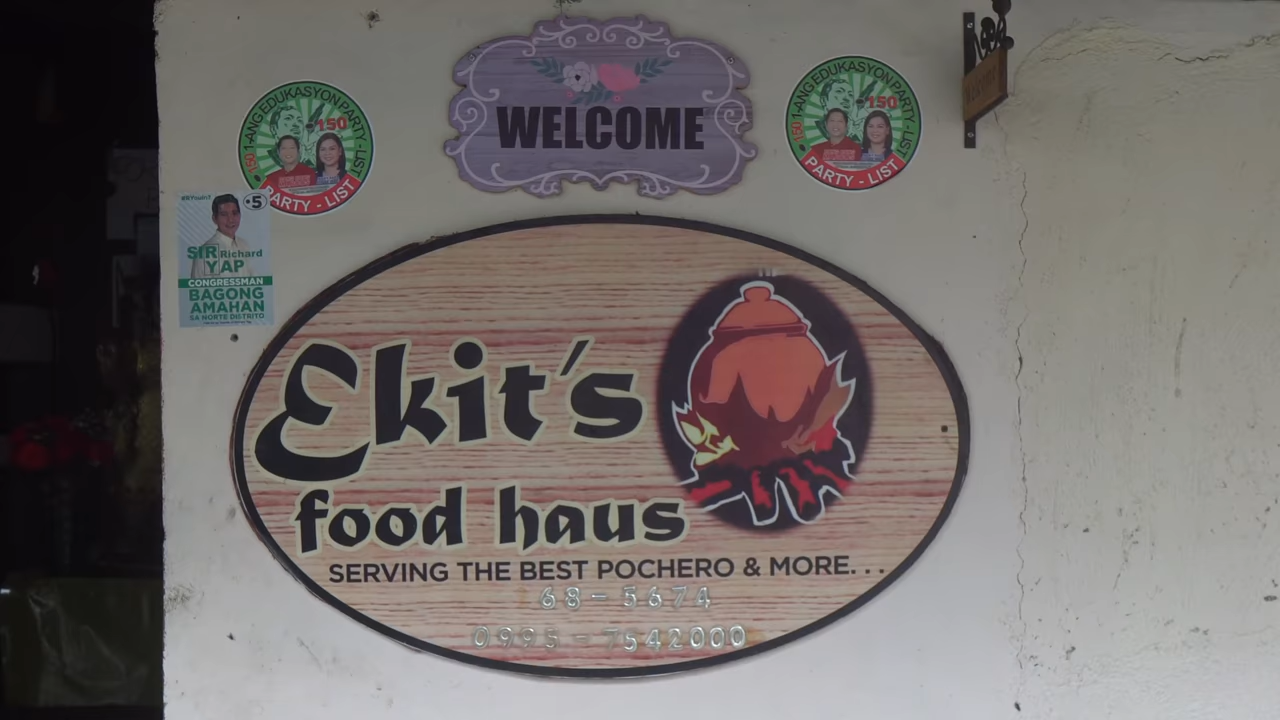 WELCOME
150 1-ANG EDUKASYON PARTY-LIST
150
PARTY - LIST
150 1-ANG EDUKASYON PARTY-LIST
150
PARTY - LIST
5
SIR Richard
YAP
CONGRESSMAN
BAGONG
AMAHAN
SA NORTE DISTRITO
Ekit's
food haus
SERVING THE BEST POCHERO & MORE...
68-5674
0995-7542000